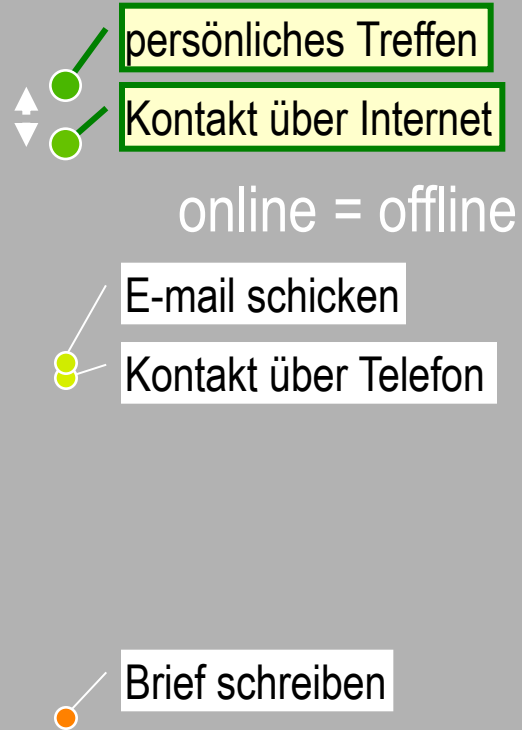 persönliches Treffen
Kontakt über Internet
online = offline
E-mail schicken
Kontakt über Telefon
Brief schreiben